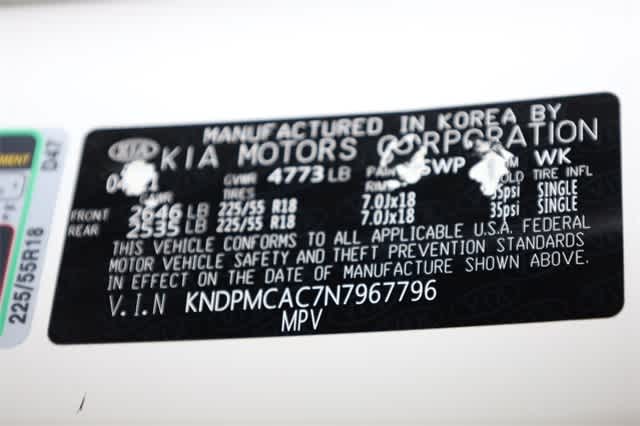 MANUFACTURED IN KOREA BY
KIA KIA MOTORS CORPORATION
GVWR 4773 LB SWP WK
TIRES TIRE INFL
FRONT 2646 LB 225/55 R18 7.0Jx18 35psi SINGLE
REAR 2535 LB 225/55 R18 7.0Jx18 35psi SINGLE
THIS VEHICLE CONFORMS TO ALL APPLICABLE U.S.A. FEDERAL
MOTOR VEHICLE SAFETY AND THEFT PREVENTION STANDARDS
IN EFFECT ON THE DATE OF MANUFACTURE SHOWN ABOVE.
V.I.N KNDPMCAC7N7967796
MPV
D47
225/55R18